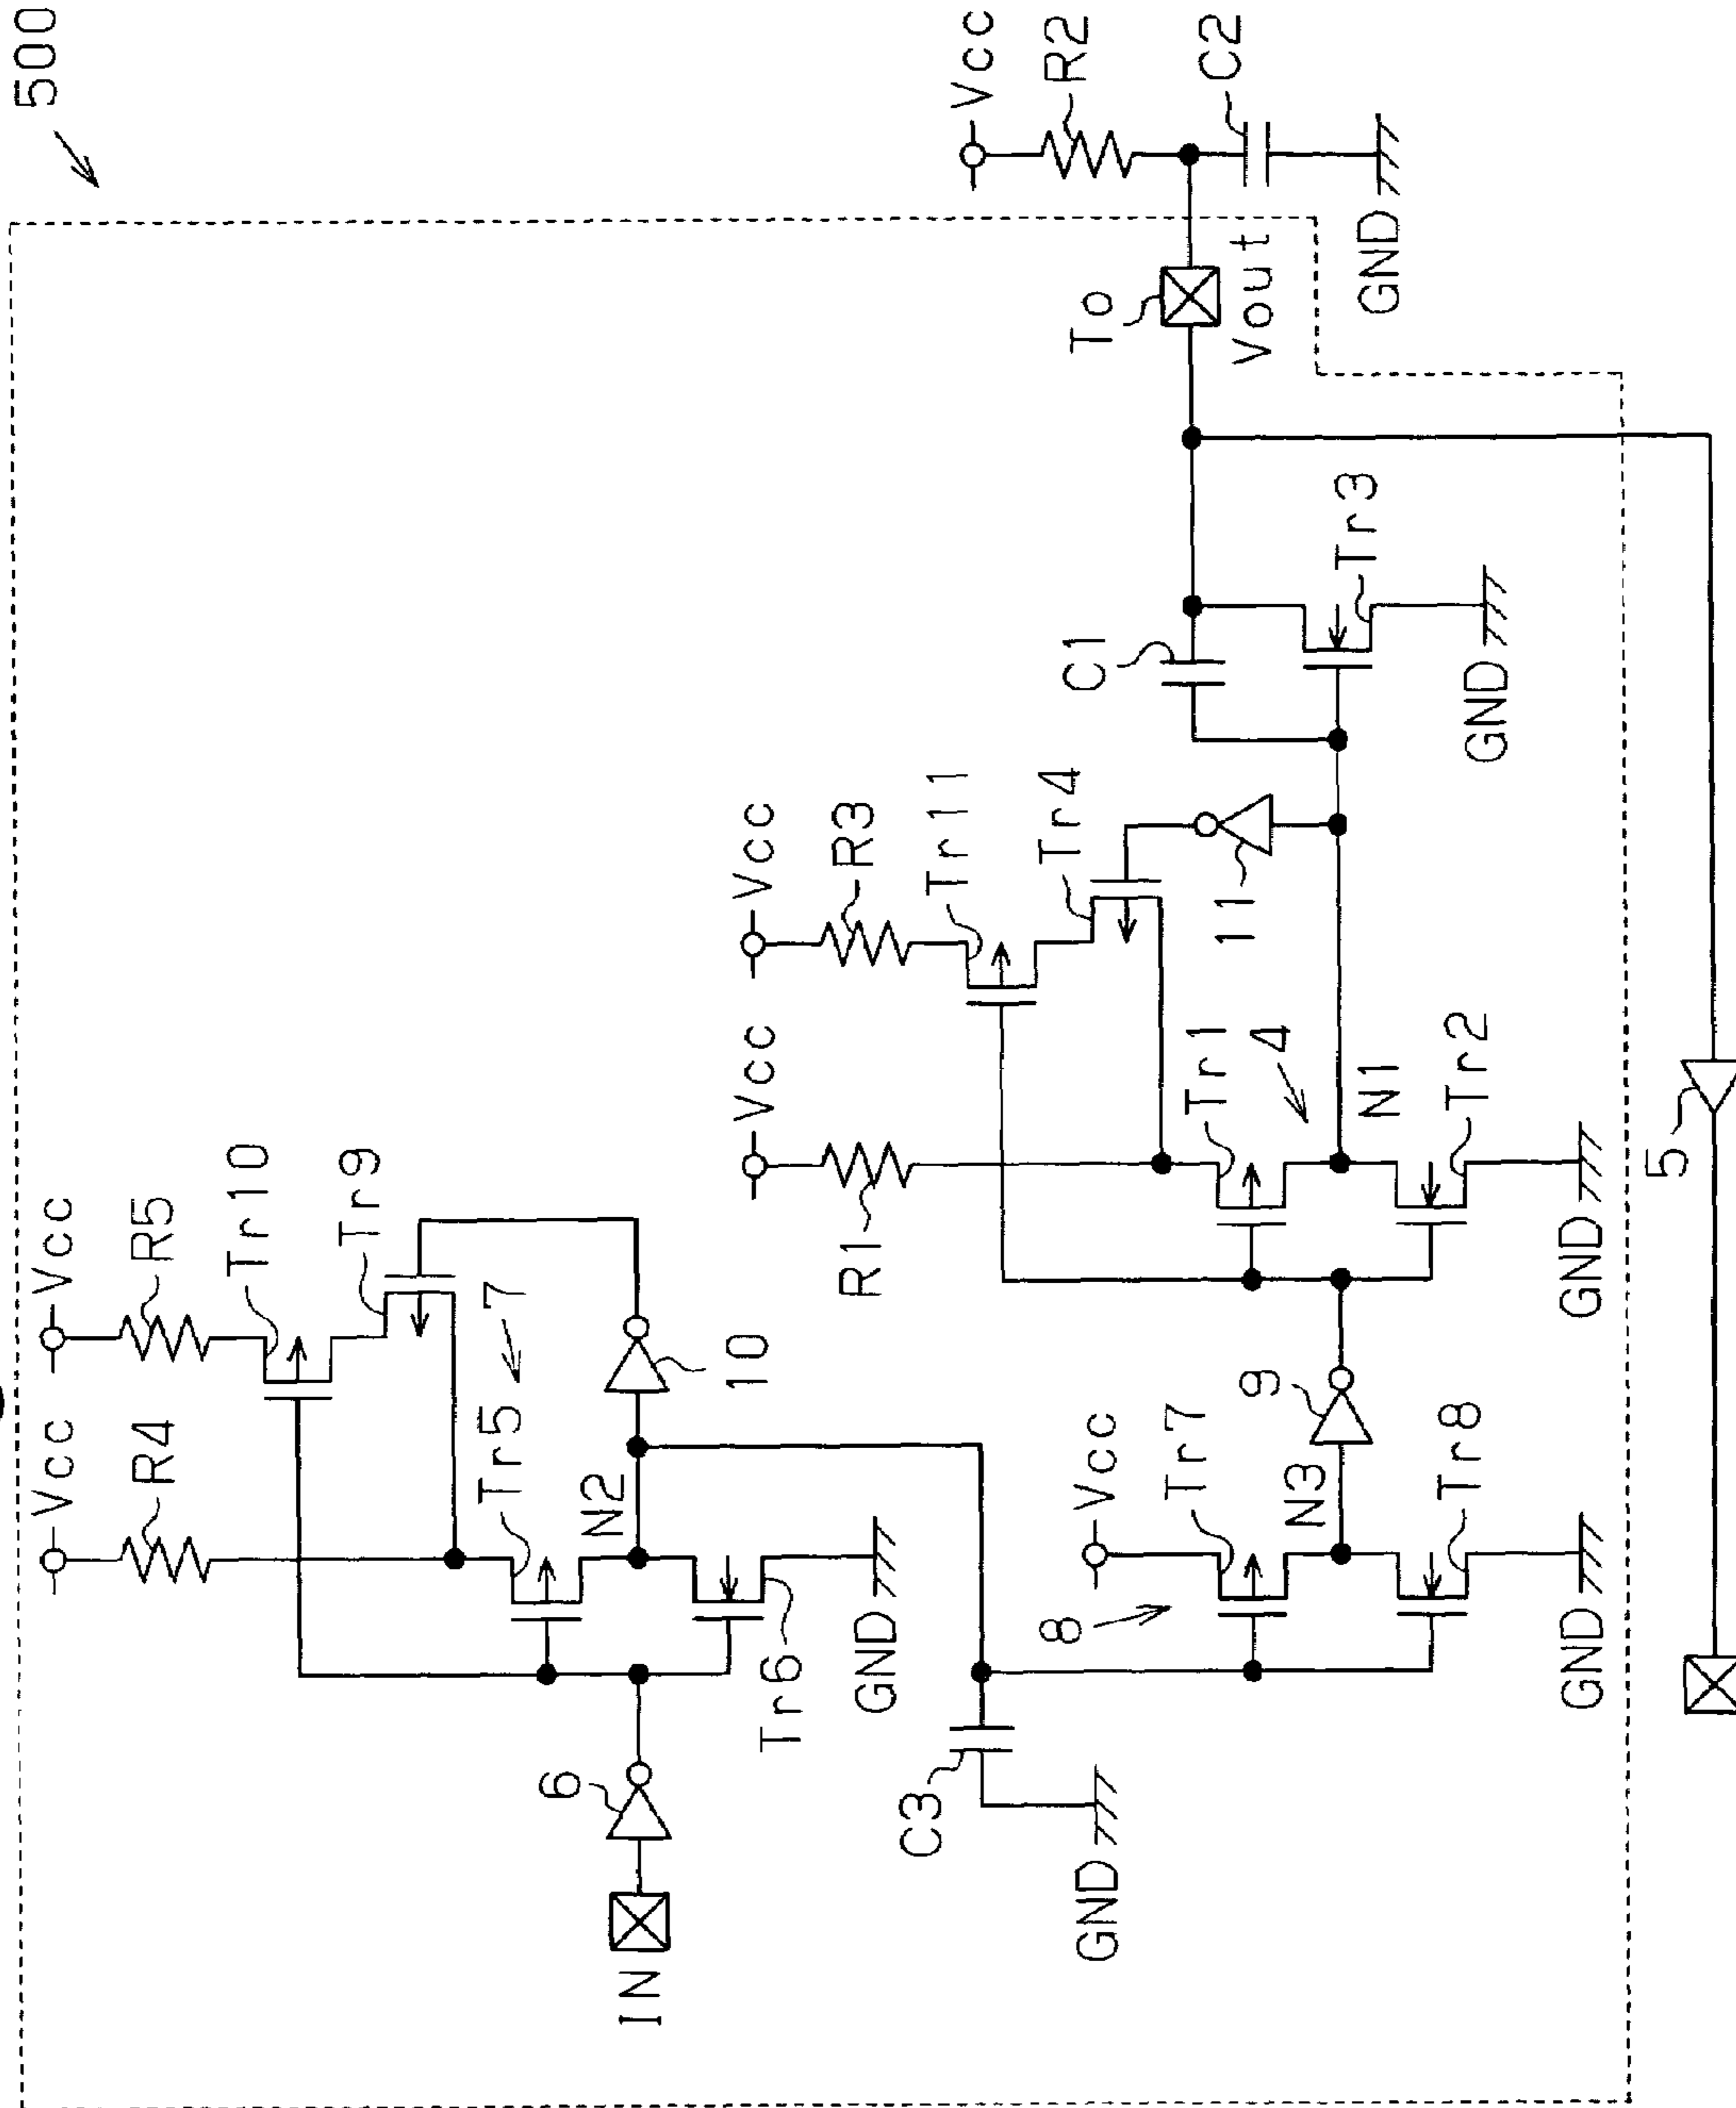 500
Vcc
R4
Vcc
R5
Tr10
Tr9
Tr5
7
N2
10
Tr6
GND
6
IN
C3
GND
Vcc
8
Tr7
N3
9
Tr8
GND
Vcc
R1
Vcc
R3
Tr11
Tr4
11
Tr1
4
N1
Tr2
GND
C1
Tr3
GND
To
Vout
Vcc
R2
C2
GND
5